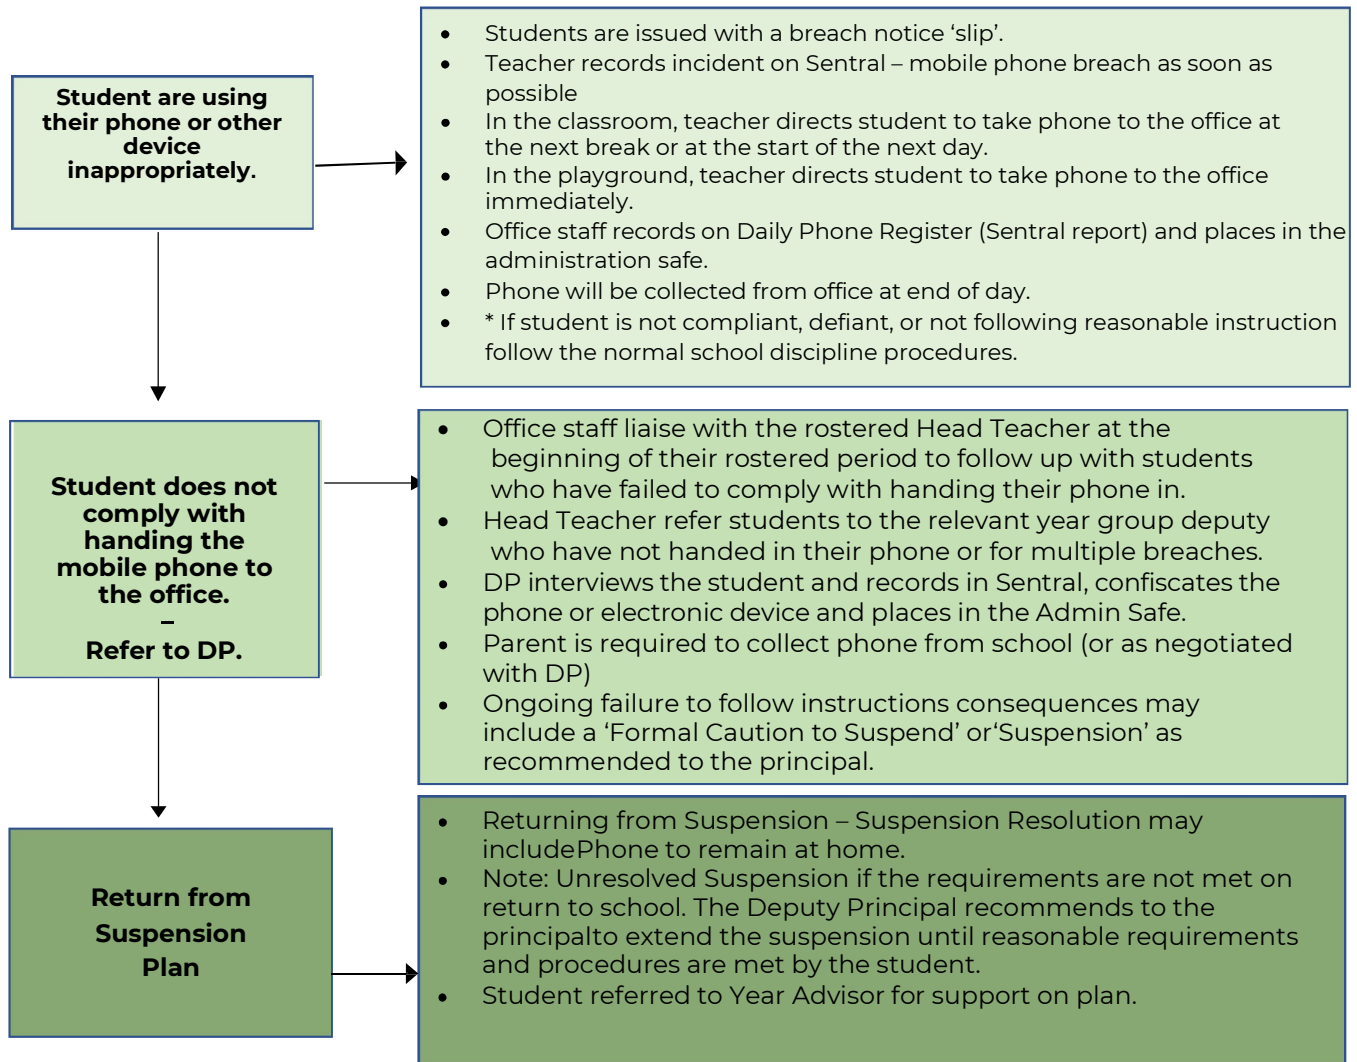 Student are using
their phone or other
device
inappropriately.
• Students are issued with a breach notice ‘slip’.
• Teacher records incident on Sentral – mobile phone breach as soon as
possible
• In the classroom, teacher directs student to take phone to the office at
the next break or at the start of the next day.
• In the playground, teacher directs student to take phone to the office
immediately.
• Office staff records on Daily Phone Register (Sentral report) and places in the
administration safe.
• Phone will be collected from office at end of day.
• * If student is not compliant, defiant, or not following reasonable instruction
follow the normal school discipline procedures.
Student does not
comply with
handing the
mobile phone to
the office.
–
Refer to DP.
• Office staff liaise with the rostered Head Teacher at the
beginning of their rostered period to follow up with students
who have failed to comply with handing their phone in.
• Head Teacher refer students to the relevant year group deputy
who have not handed in their phone or for multiple breaches.
• DP interviews the student and records in Sentral, confiscates the
phone or electronic device and places in the Admin Safe.
• Parent is required to collect phone from school (or as negotiated
with DP)
• Ongoing failure to follow instructions consequences may
include a ‘Formal Caution to Suspend’ or‘Suspension’ as
recommended to the principal.
Return from
Suspension
Plan
• Returning from Suspension – Suspension Resolution may
includePhone to remain at home.
• Note: Unresolved Suspension if the requirements are not met on
return to school. The Deputy Principal recommends to the
principalto extend the suspension until reasonable requirements
and procedures are met by the student.
• Student referred to Year Advisor for support on plan.